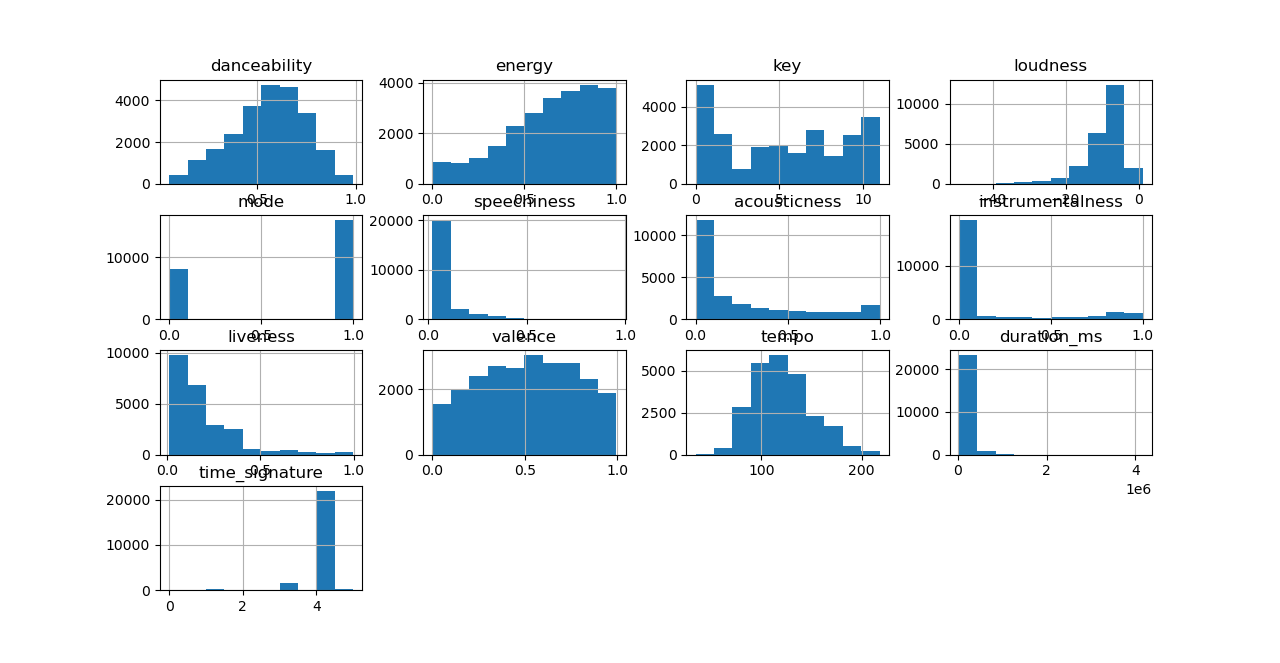 danceability energy key loudness
4000 2000 0 0.5 1.0
4000 2000 0 0.0 0.5 1.0
4000 2000 0 0 5 10
10000 5000 0 -40 -20 0
mode speechiness acousticness instrumentalness
10000 0 0.0 0.5 1.0
20000 10000 0 0.0 0.5 1.0
10000 5000 0 0.0 0.5 1.0
10000 0 0.0 0.5 1.0
liveness valence tempo duration_ms
10000 5000 0 0.0 0.5 1.0
2000 0 0.0 0.5 1.0
5000 2500 0 100 200
20000 10000 0 0 2 4
1e6
time_signature
20000 10000 0 0 2 4